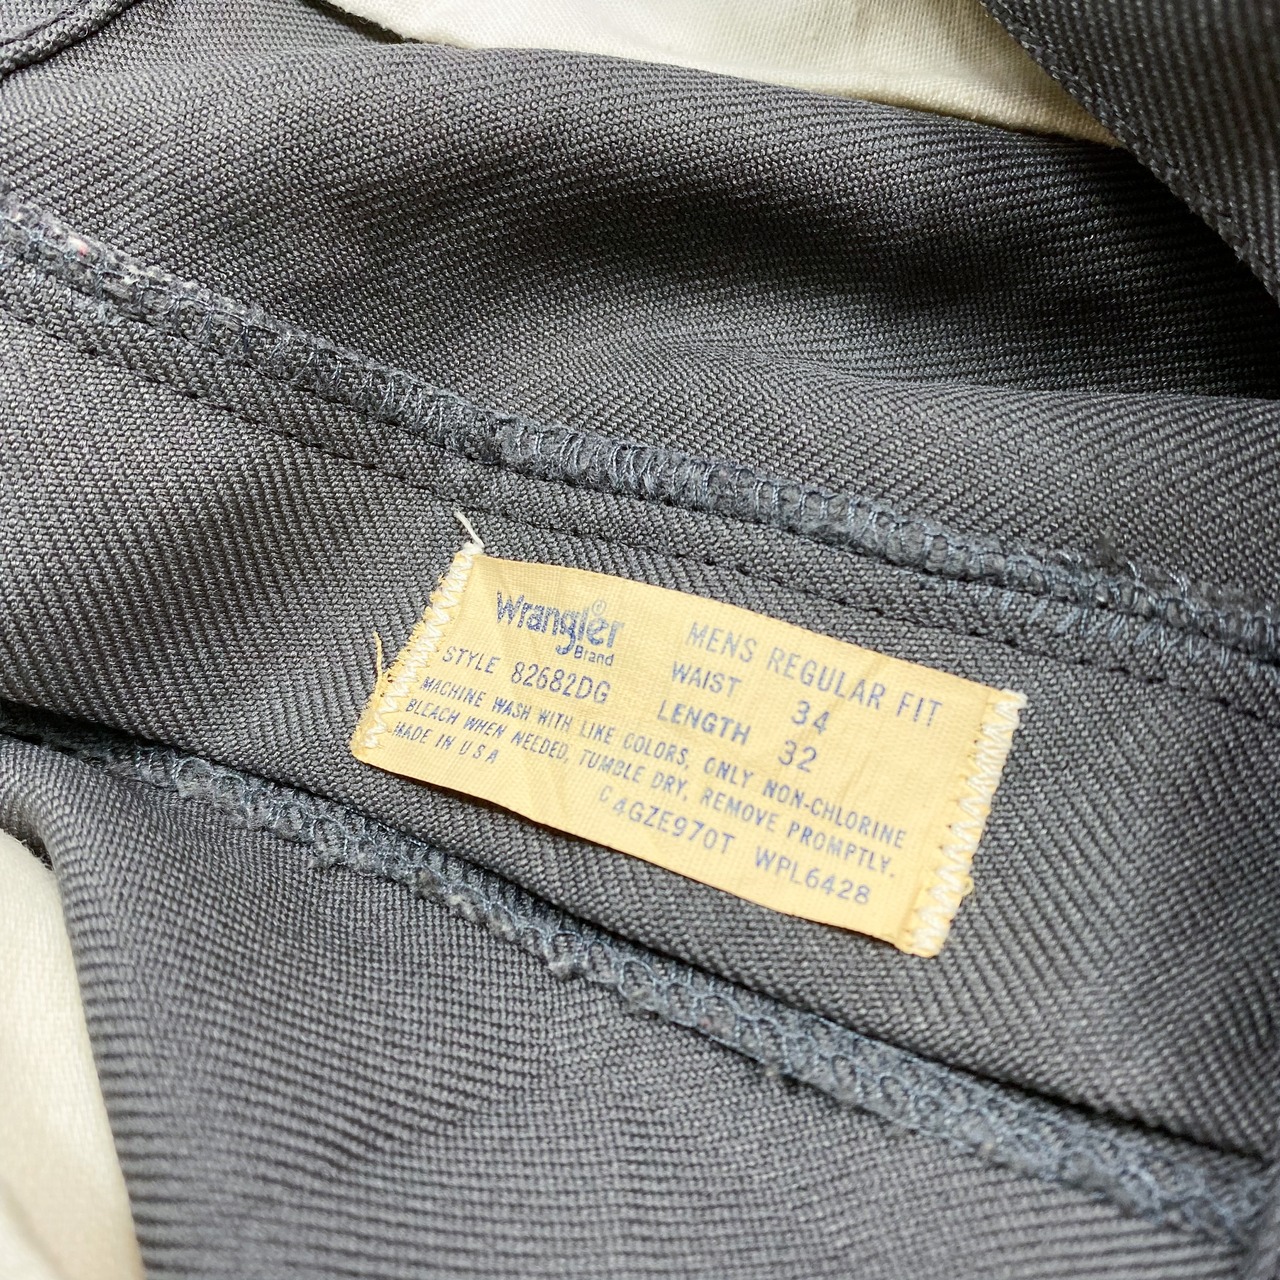 Wrangler®
Brand
STYLE 82682DG
MENS REGULAR FIT
WAIST 34
LENGTH 32
MACHINE WASH WITH LIKE COLORS, ONLY NON-CHLORINE
BLEACH WHEN NEEDED, TUMBLE DRY, REMOVE PROMPTLY.
MADE IN U S A
C4GZE970T WPL6428